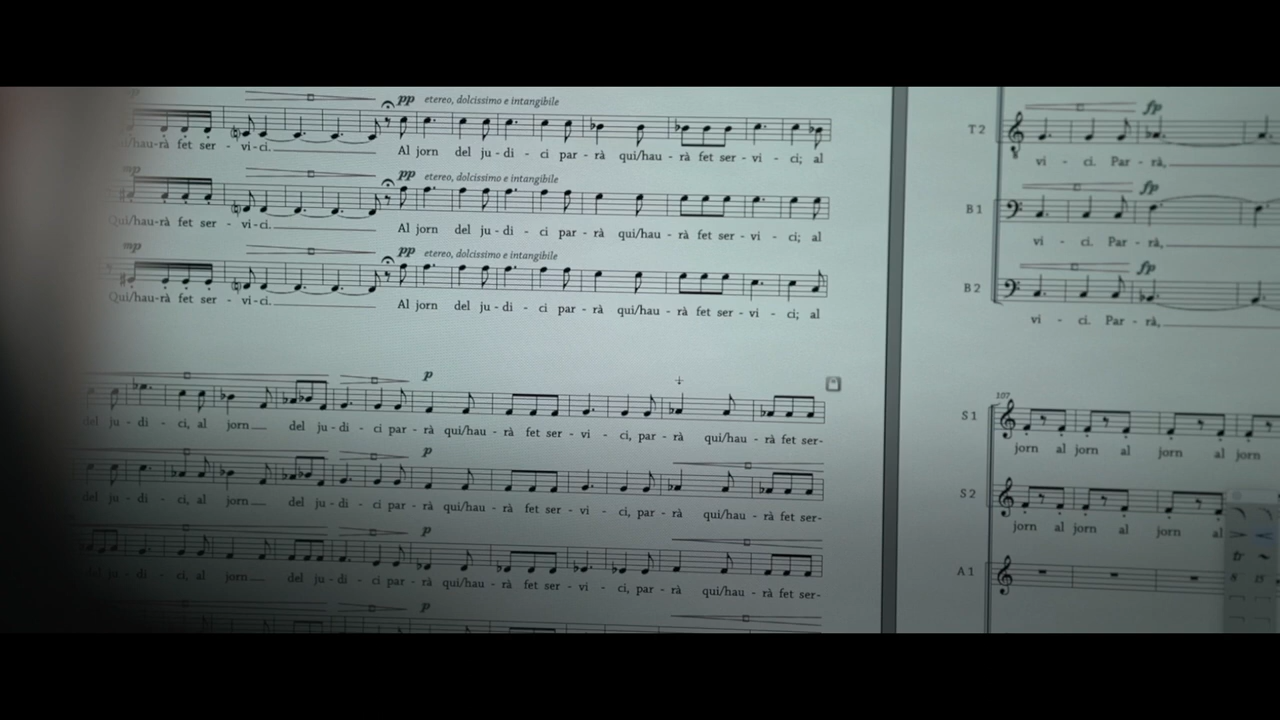 pp etereo, dolcissimo e intangibile
qui/hau-rà fet ser - vi-ci. Al jorn del ju - di - ci par - rà qui/hau - rà fet ser - vi - ci; al
mp pp etereo, dolcissimo e intangibile
Qui/hau-rà fet ser - vi-ci. Al jorn del ju - di - ci par - rà qui/hau - rà fet ser - vi - ci; al
mp pp etereo, dolcissimo e intangibile
Qui/hau-rà fet ser - vi-ci. Al jorn del ju - di - ci par - rà qui/hau - rà fet ser - vi - ci; al
p
del ju - di - ci, al jorn del ju - di - ci par - rà qui/hau - rà fet ser - vi - ci, par - rà qui/hau - rà fet ser-
p
del ju - di - ci, al jorn del ju - di - ci par - rà qui/hau - rà fet ser - vi - ci, par - rà qui/hau - rà fet ser-
p
del ju - di - ci, al jorn del ju - di - ci par - rà qui/hau - rà fet ser - vi - ci, par - rà qui/hau - rà fet ser-
p
fp
T 2
vi - ci. Par - rà,
fp
B 1
vi - ci. Par - rà,
fp
B 2
vi - ci. Par - rà,
107
S 1
jorn al jorn al jorn al jorn
S 2
jorn al jorn al jorn al
tr
8 15
A 1